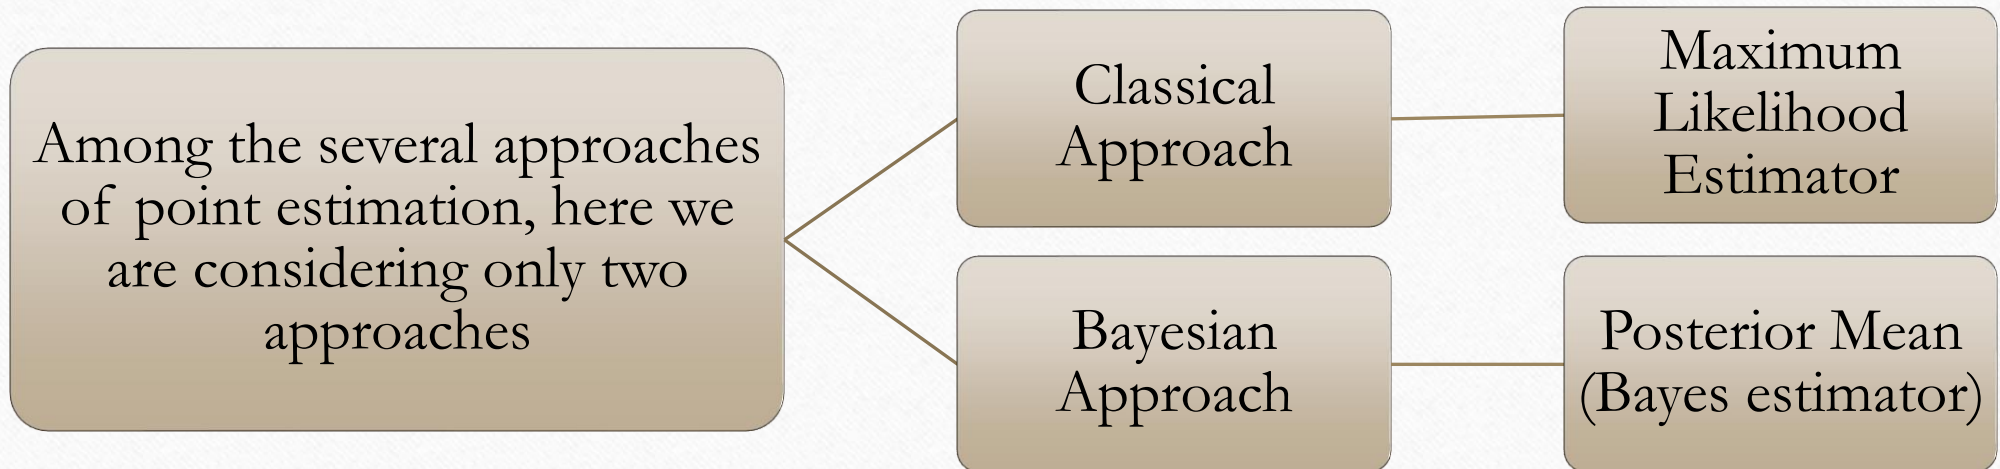 Among the several approaches
of point estimation, here we
are considering only two
approaches
Classical
Approach
Maximum
Likelihood
Estimator
Bayesian
Approach
Posterior Mean
(Bayes estimator)